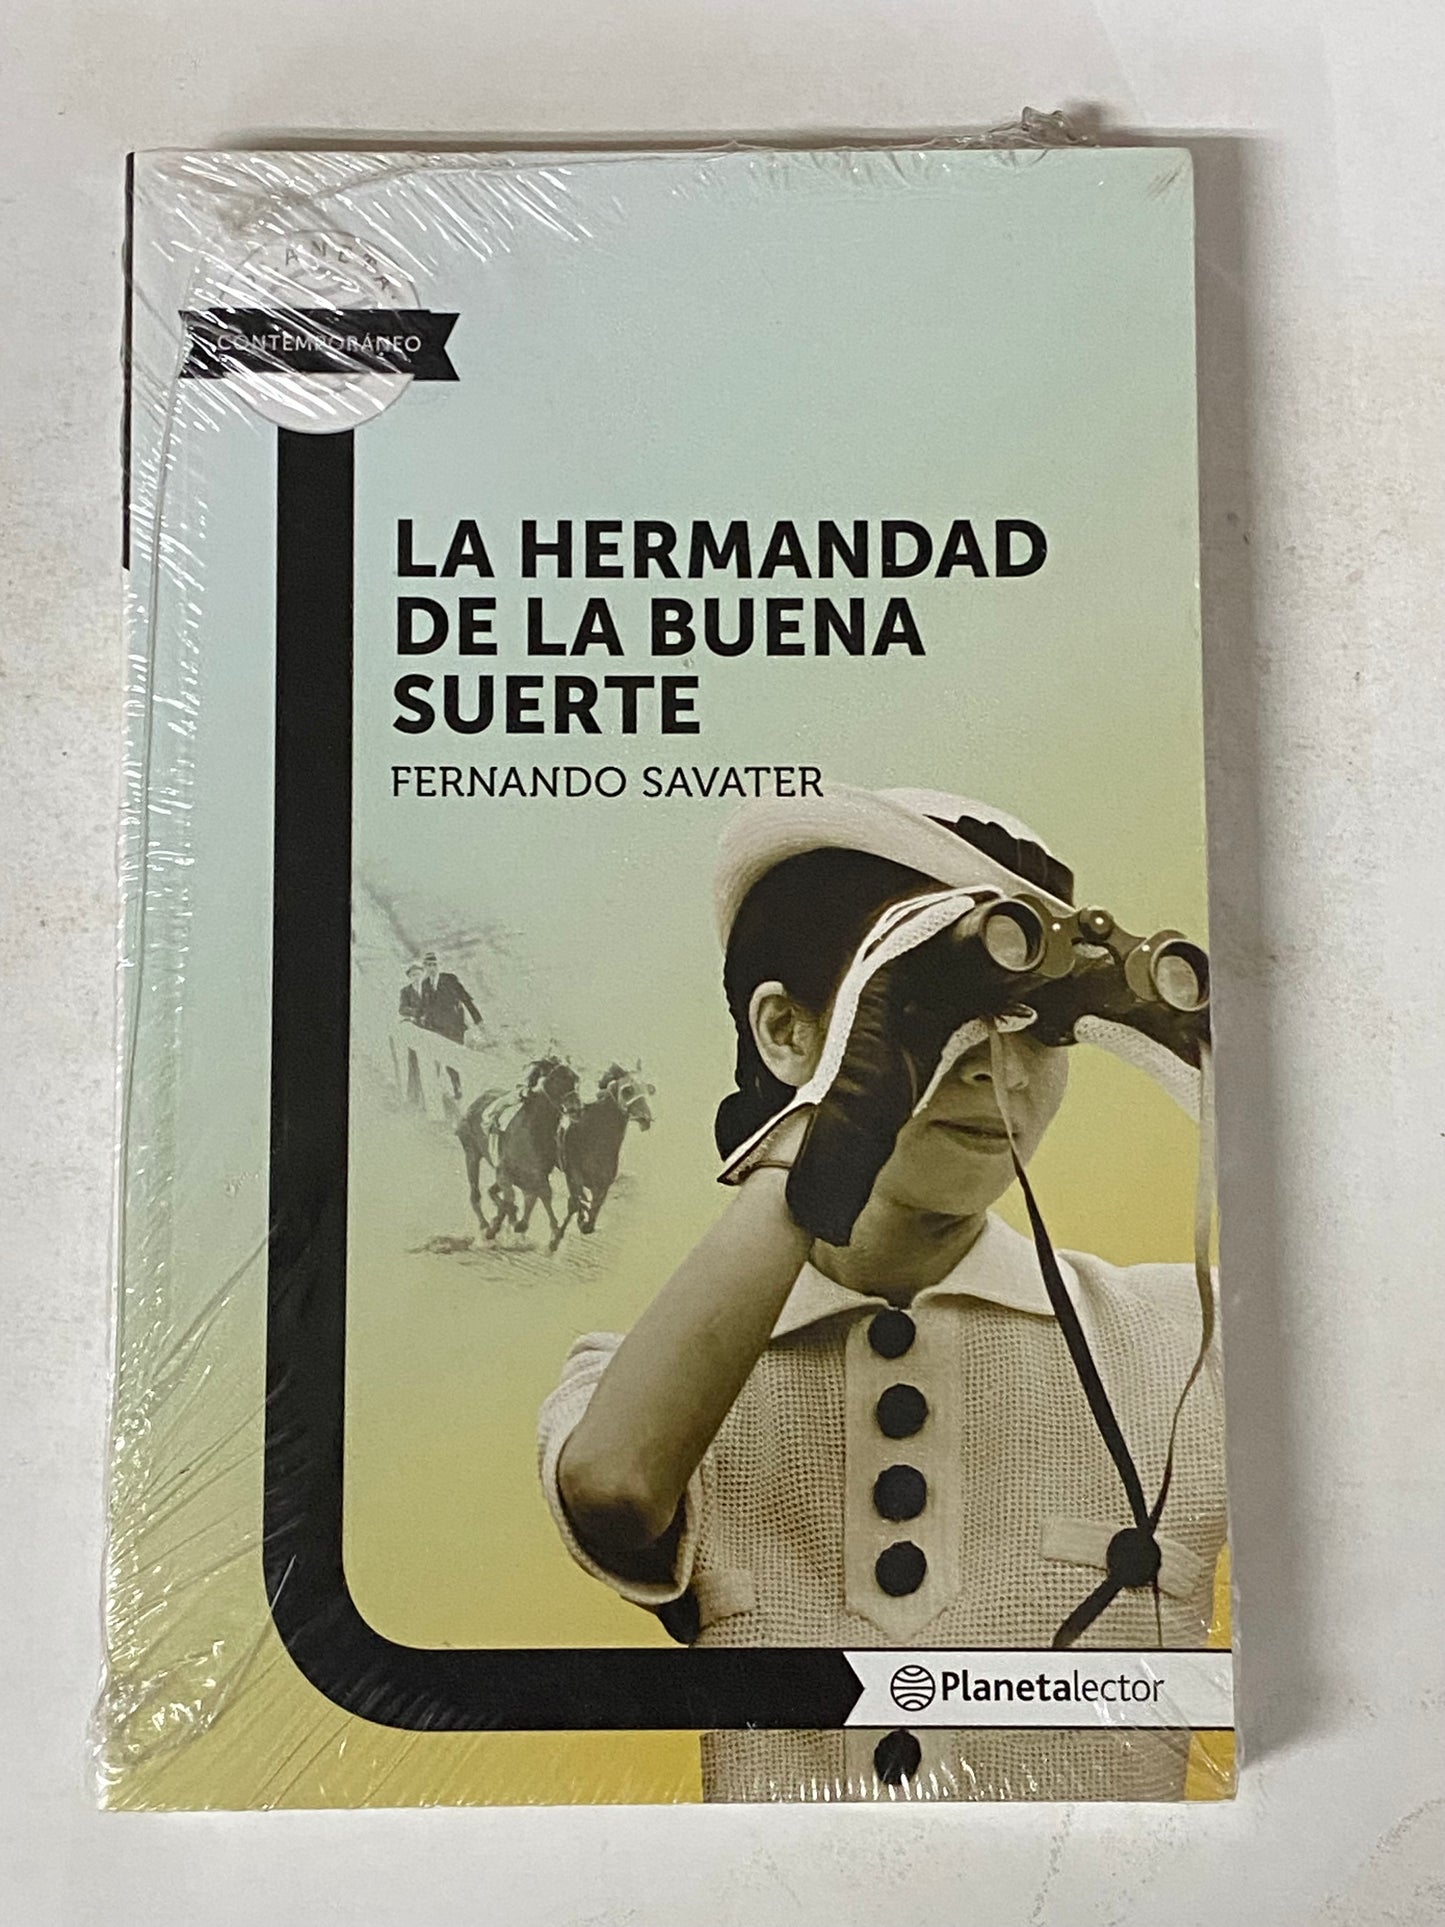 CONTEMPORÁNEO
LA HERMANDAD
DE LA BUENA
SUERTE
FERNANDO SAVATER
Planetalector